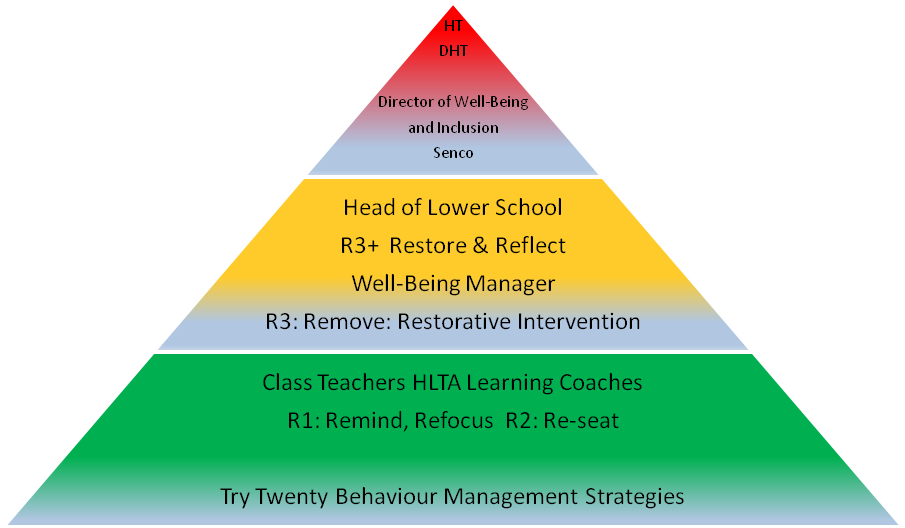 HT
DHT
Director of Well-Being
and Inclusion
Senco
Head of Lower School
R3+ Restore & Reflect
Well-Being Manager
R3: Remove: Restorative Intervention
Class Teachers HLTA Learning Coaches
R1: Remind, Refocus R2: Re-seat
Try Twenty Behaviour Management Strategies